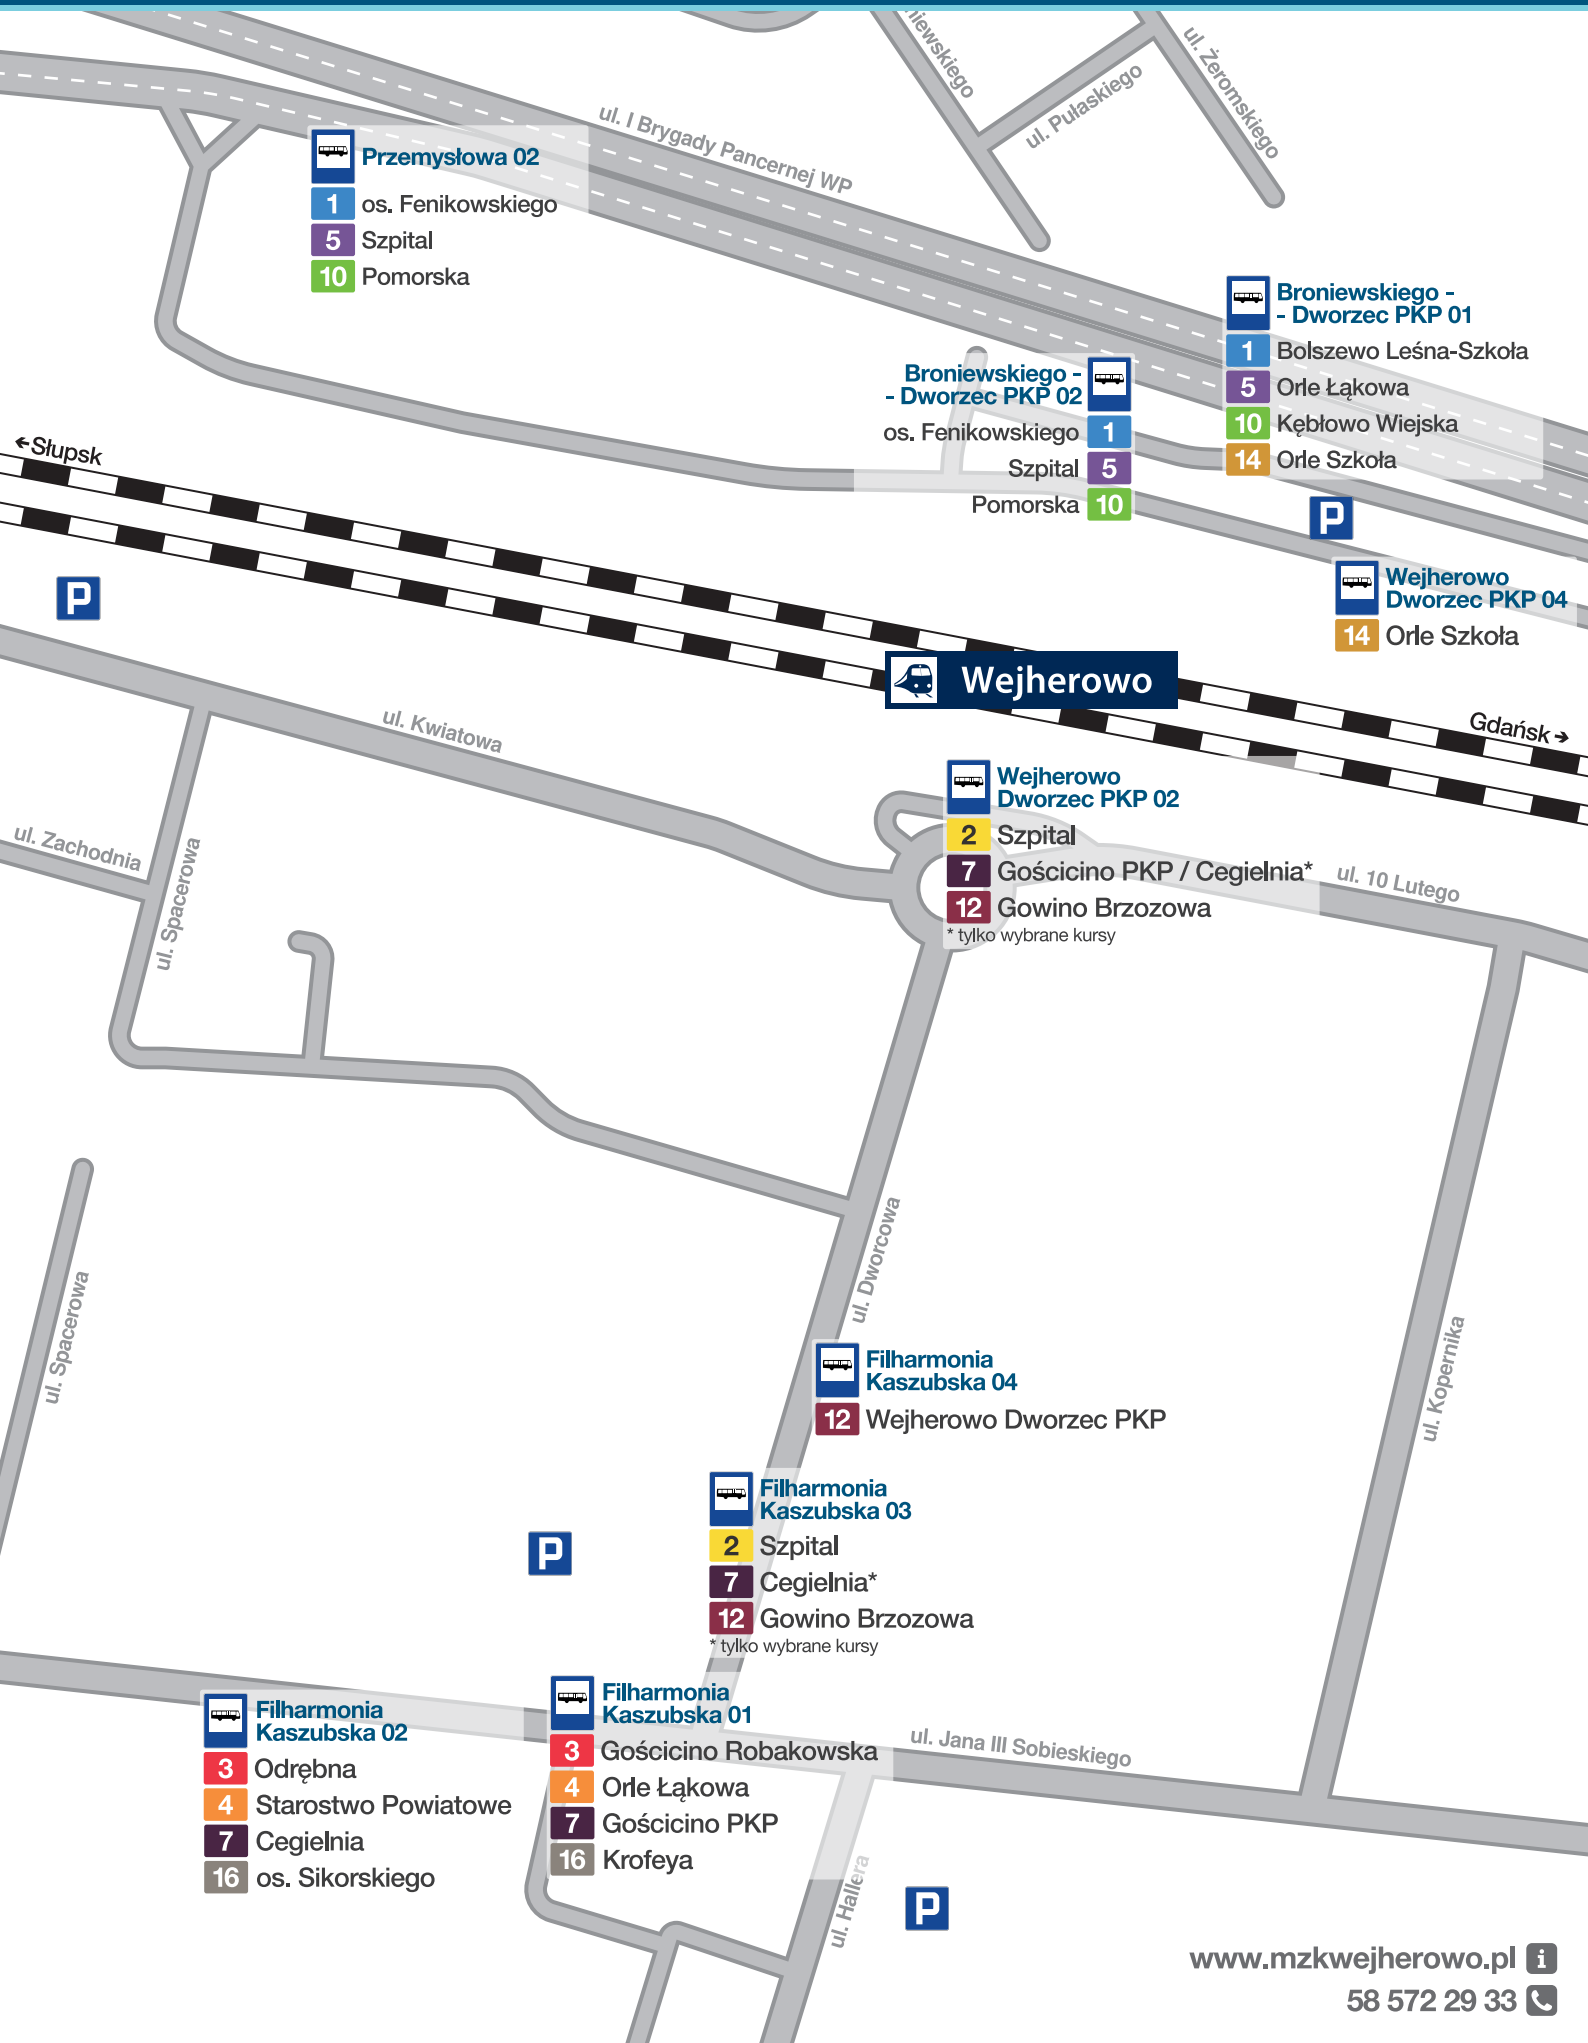 niewskiego
ul. Pułaskiego
ul. Żeromskiego
ul. I Brygady Pancernej WP
Przemysłowa 02
1 os. Fenikowskiego
5 Szpital
10 Pomorska
Broniewskiego -
- Dworzec PKP 01
1 Bolszewo Leśna-Szkoła
5 Orle Łąkowa
10 Kębłowo Wiejska
14 Orle Szkoła
Broniewskiego -
- Dworzec PKP 02
os. Fenikowskiego 1
Szpital 5
Pomorska 10
←Słupsk
P
P
Wejherowo
Dworzec PKP 04
14 Orle Szkoła
Wejherowo
Gdańsk →
ul. Kwiatowa
Wejherowo
Dworzec PKP 02
2 Szpital
7 Gościcino PKP / Cegielnia*
12 Gowino Brzozowa
* tylko wybrane kursy
ul. 10 Lutego
ul. Zachodnia
ul. Spacerowa
ul. Dworcowa
ul. Spacerowa
ul. Kopernika
Filharmonia
Kaszubska 04
12 Wejherowo Dworzec PKP
Filharmonia
Kaszubska 03
2 Szpital
7 Cegielnia*
12 Gowino Brzozowa
* tylko wybrane kursy
P
Filharmonia
Kaszubska 02
3 Odrębna
4 Starostwo Powiatowe
7 Cegielnia
16 os. Sikorskiego
Filharmonia
Kaszubska 01
3 Gościcino Robakowska
4 Orle Łąkowa
7 Gościcino PKP
16 Krofeya
ul. Jana III Sobieskiego
ul. Hallera
P
www.mzkwejherowo.pl i
58 572 29 33